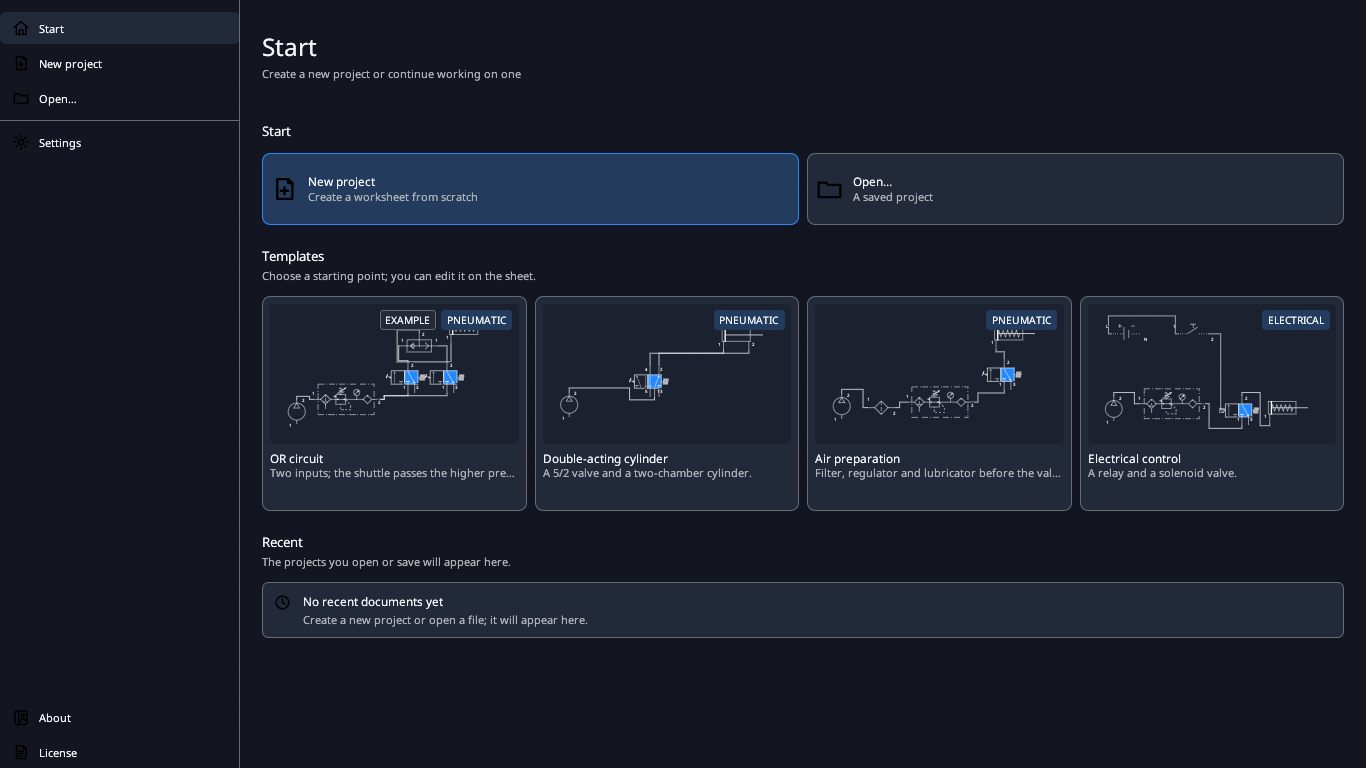 Start
New project
Open...
Settings
About
License
Start
Create a new project or continue working on one
Start
New project
Create a worksheet from scratch
Open...
A saved project
Templates
Choose a starting point; you can edit it on the sheet.
EXAMPLE PNEUMATIC
OR circuit
Two inputs; the shuttle passes the higher pre...
PNEUMATIC
Double-acting cylinder
A 5/2 valve and a two-chamber cylinder.
PNEUMATIC
Air preparation
Filter, regulator and lubricator before the val...
ELECTRICAL
Electrical control
A relay and a solenoid valve.
Recent
The projects you open or save will appear here.
No recent documents yet
Create a new project or open a file; it will appear here.